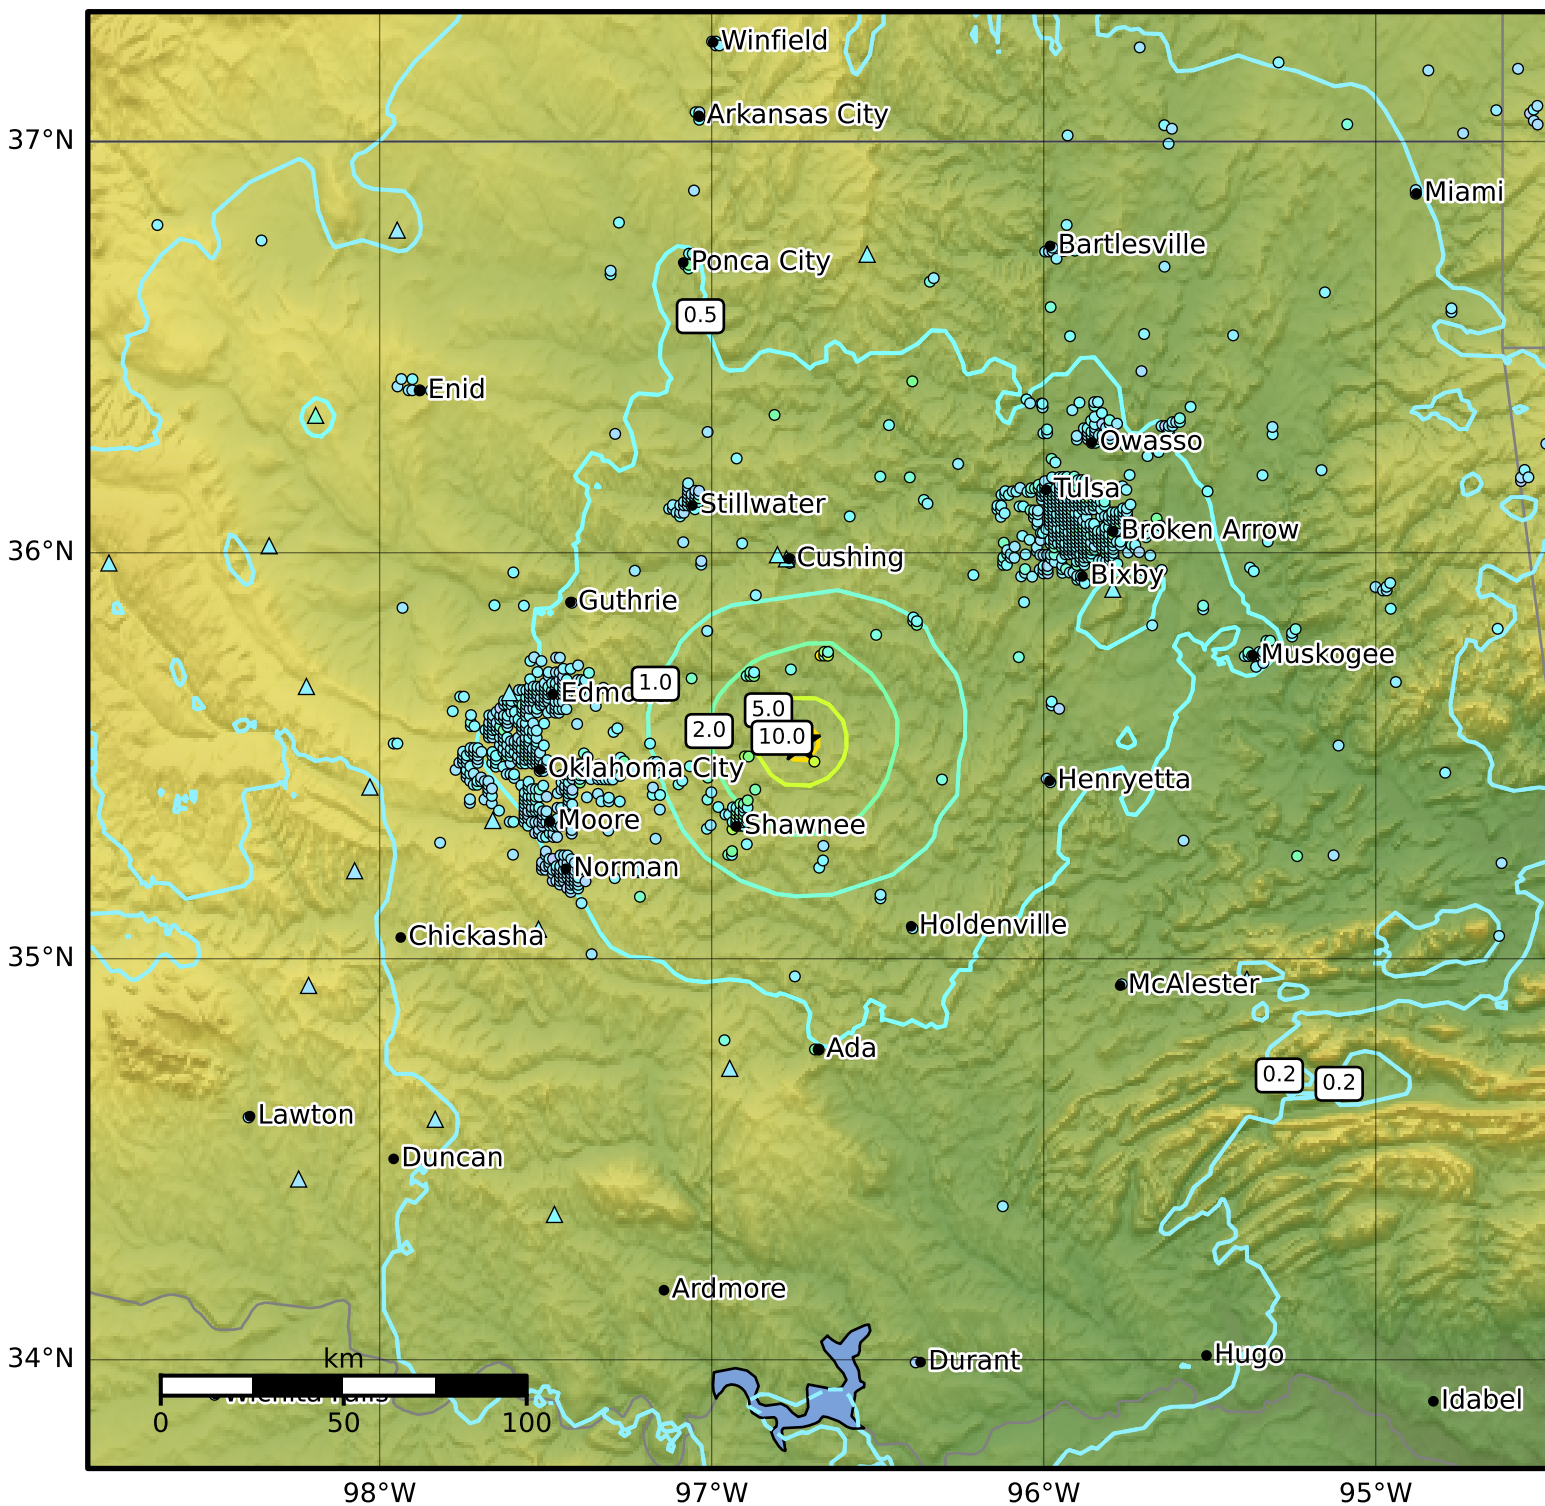 Winfield
Arkansas City
37°N
Miami
Bartlesville
Ponca City
0.5
Enid
Owasso
Tulsa
Stillwater
Broken Arrow
36°N
Cushing
Bixby
Guthrie
Muskogee
Edmo
1.0
5.0
2.0
10.0
Oklahoma City
Henryetta
Moore
Shawnee
Norman
Holdenville
Chickasha
35°N
McAlester
Ada
0.2
0.2
Lawton
Duncan
Ardmore
34°N
km
Durant
Hugo
Wichita Falls
Idabel
0 50 100
98°W 97°W 96°W 95°W